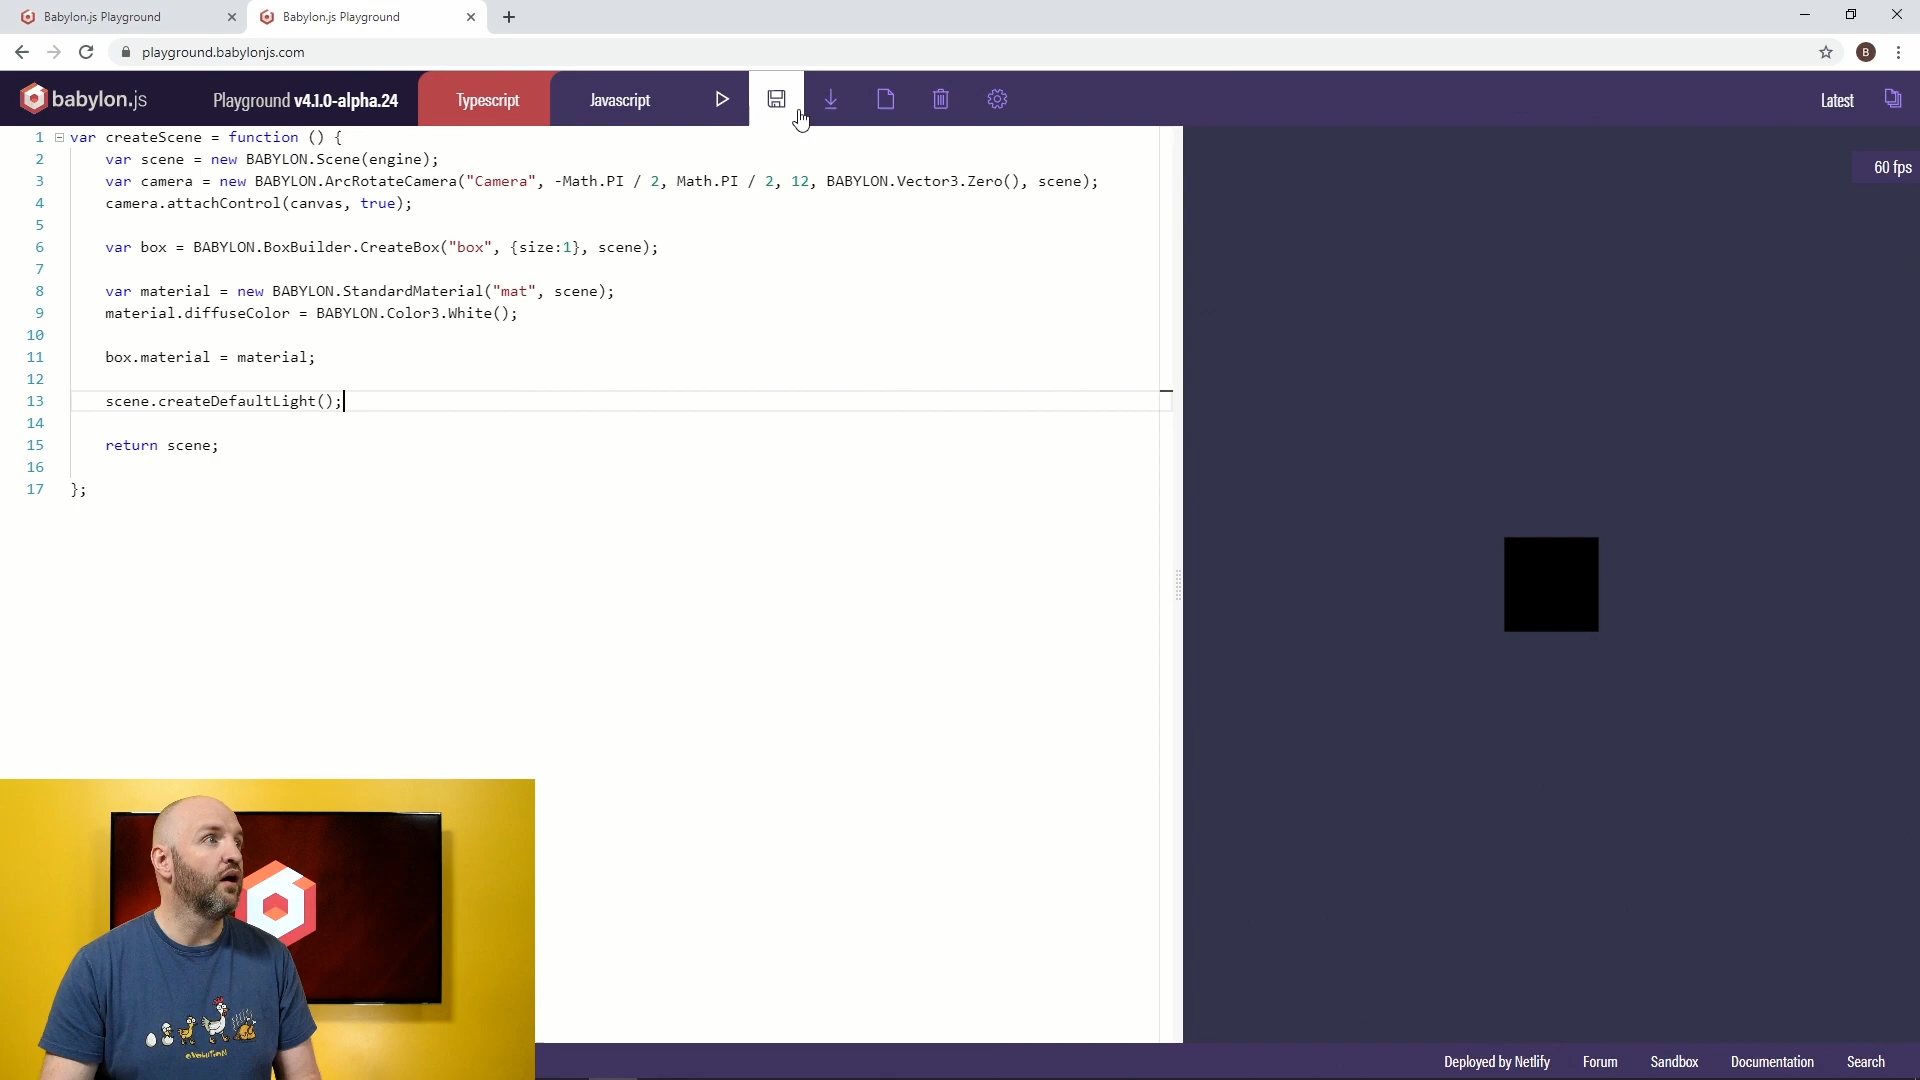 Babylon.js Playground
Babylon.js Playground
playground.babylonjs.com
B
babylon.js
Playground v4.1.0-alpha.24
Typescript
Javascript
Latest
1 var createScene = function () {
2 var scene = new BABYLON.Scene(engine);
3 var camera = new BABYLON.ArcRotateCamera("Camera", -Math.PI / 2, Math.PI / 2, 12, BABYLON.Vector3.Zero(), scene);
4 camera.attachControl(canvas, true);
5
6 var box = BABYLON.BoxBuilder.CreateBox("box", {size:1}, scene);
7
8 var material = new BABYLON.StandardMaterial("mat", scene);
9 material.diffuseColor = BABYLON.Color3.White();
10
11 box.material = material;
12
13 scene.createDefaultLight();
14
15 return scene;
16
17 };
60 fps
evolution
Deployed by Netlify Forum Sandbox Documentation Search